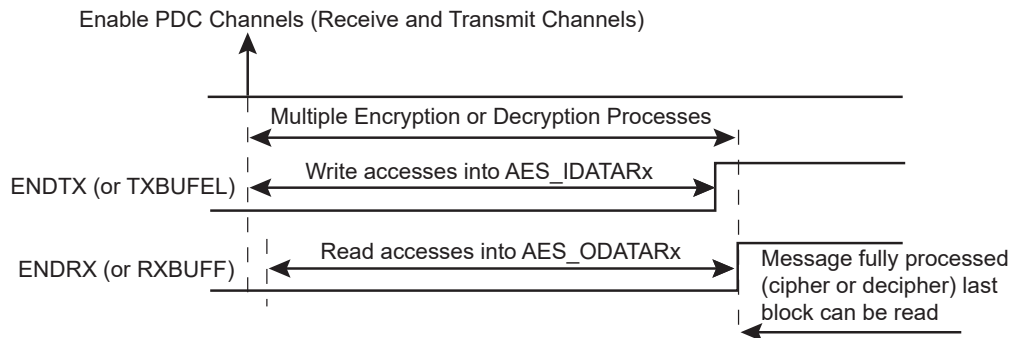 Enable PDC Channels (Receive and Transmit Channels)
Multiple Encryption or Decryption Processes
ENDTX (or TXBUFEL)
Write accesses into AES_IDATARx
ENDRX (or RXBUFF)
Read accesses into AES_ODATARx
Message fully processed
(cipher or decipher) last
block can be read